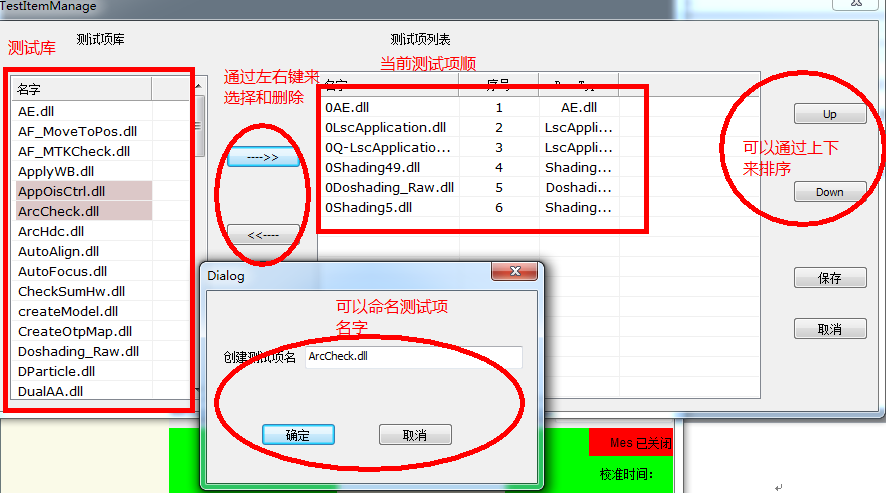 TestItemManage
测试库
测试项库
测试项列表
当前测试项顺
通过左右键来
选择和删除
名字
AE.dll
AF_MoveToPos.dll
AF_MTKCheck.dll
ApplyWB.dll
AppOisCtrl.dll
ArcCheck.dll
ArcHdc.dll
AutoAlign.dll
AutoFocus.dll
CheckSumHw.dll
createModel.dll
CreateOtpMap.dll
Doshading_Raw.dll
DParticle.dll
DualAA.dll
---->>
<<----
名字 序号
0AE.dll 1 AE.dll
0LscApplication.dll 2 LscAppli...
0Q-LscApplicatio... 3 LscAppli...
0Shading49.dll 4 Shading...
0Doshading_Raw.dll 5 Doshadi...
0Shading5.dll 6 Shading...
Up
可以通过上下
来排序
Down
保存
取消
Dialog
可以命名测试项
名字
创建测试项名 ArcCheck.dll
确定 取消
Mes 已关闭
校准时间: